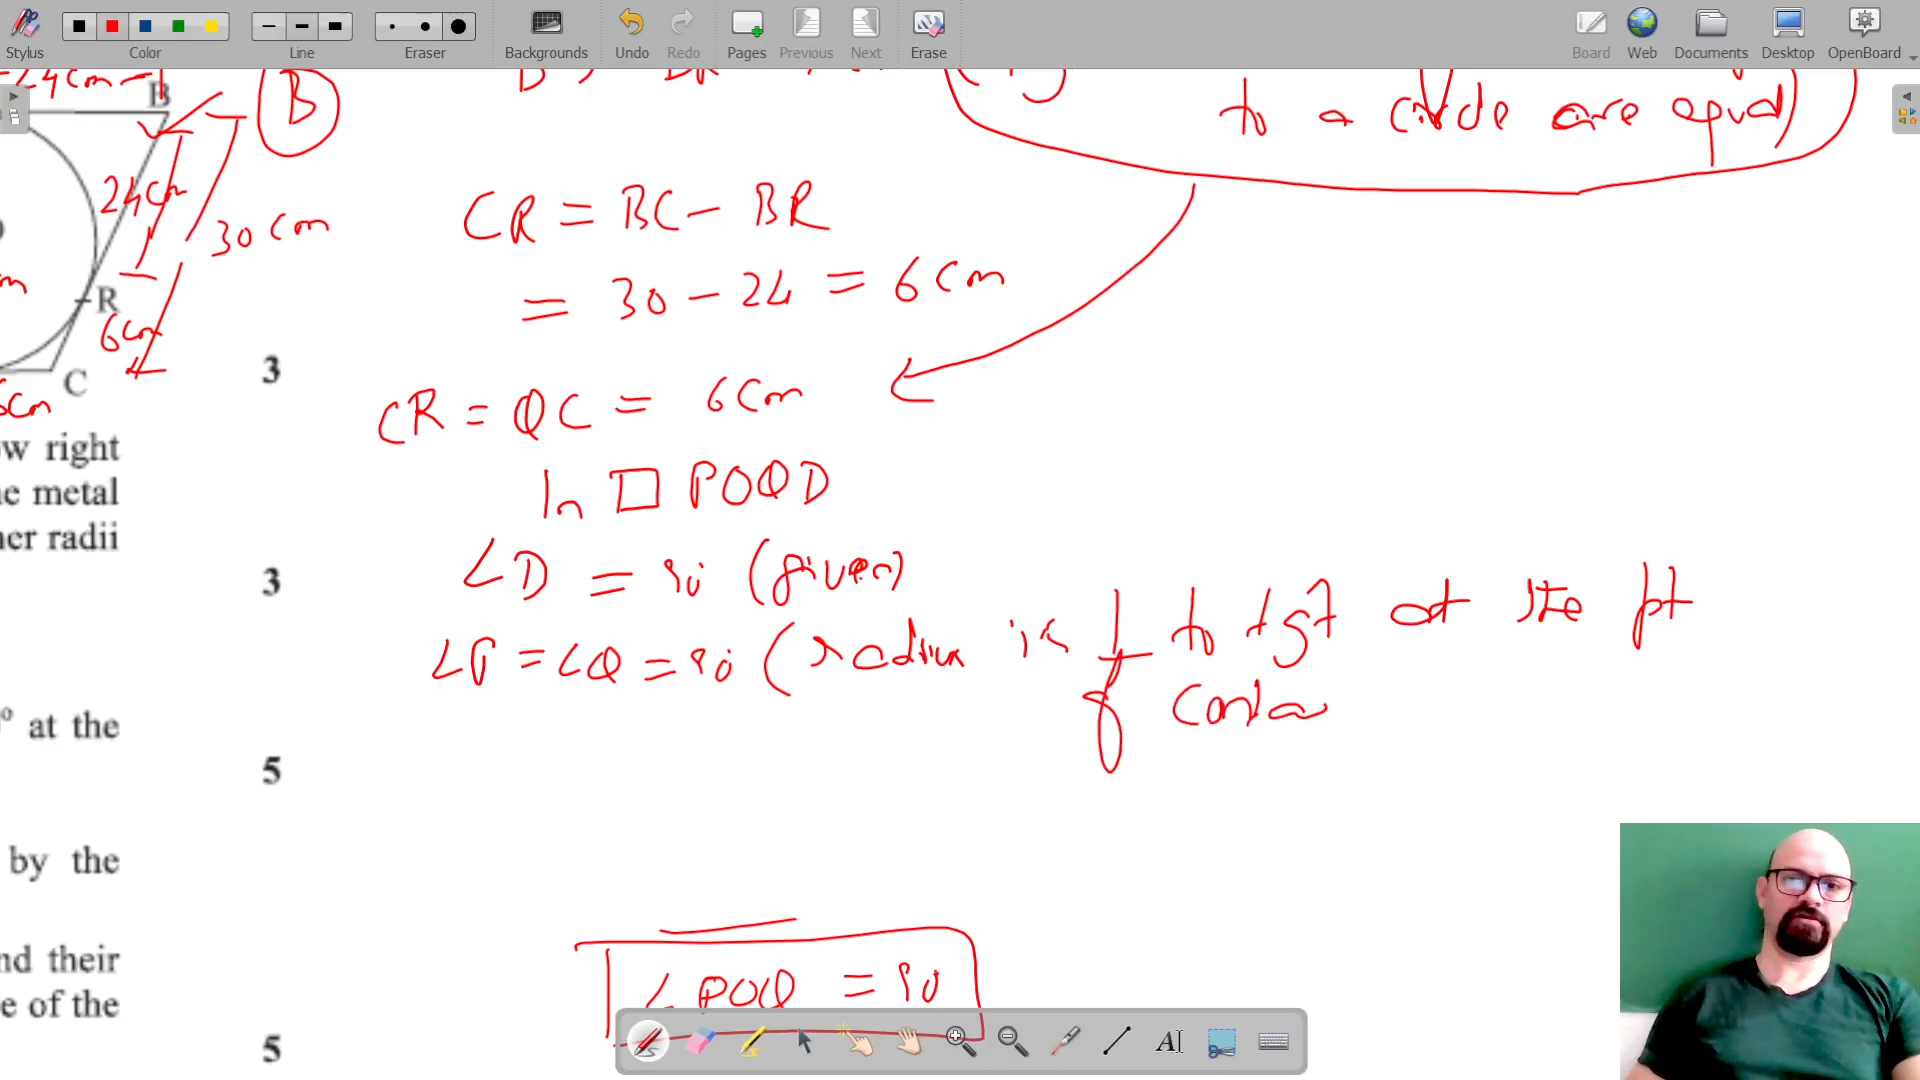 Stylus
Color
Line
Eraser
Backgrounds
Undo
Redo
Pages
Previous
Next
Erase
Board
Web
Documents
Desktop
OpenBoard
24cm
B
B
to a circle are equal)
24cm
30 cm
R
6cm
C
6cm
CR = BC - BR
= 30 - 24 = 6cm
3
CR = QC = 6cm
In □ POQD
∠D = 90 (given)
∠P = ∠Q = 90 (radius is ⊥ to tgt at the pt
of
∠POQ = 90
w right
e metal
er radii
3
° at the
5
by the
nd their
e of the
5